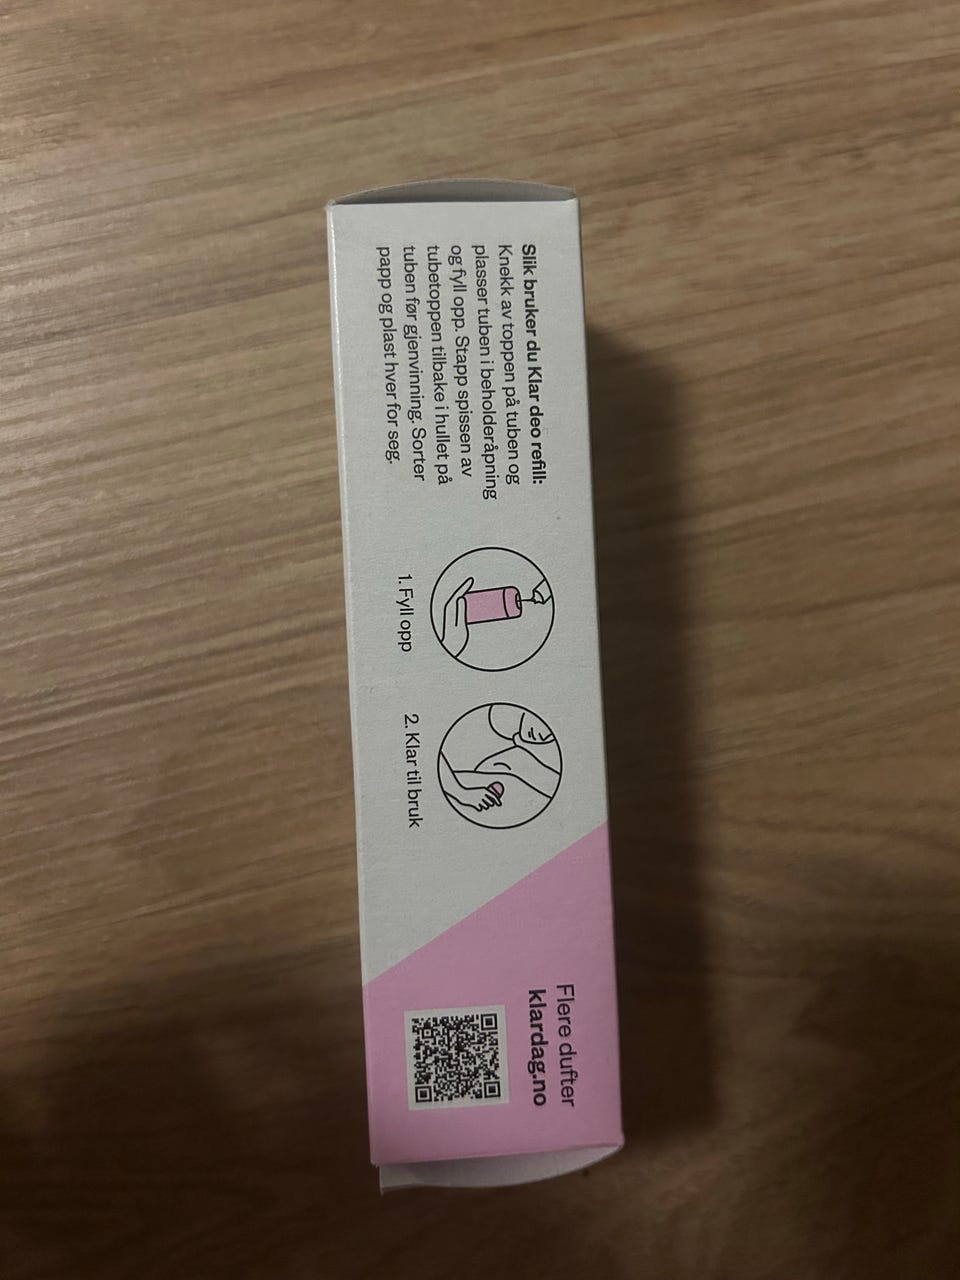 Slik bruker du Klar deo refill:
Knekk av toppen på tuben og
plasser tuben i beholderåpning
og fyll opp. Stapp spissen av
tubetoppen tilbake i hullet på
tuben før gjenvinning. Sorter
papp og plast hver for seg.
1. Fyll opp
2. Klar til bruk
Flere dufter
klardag.no